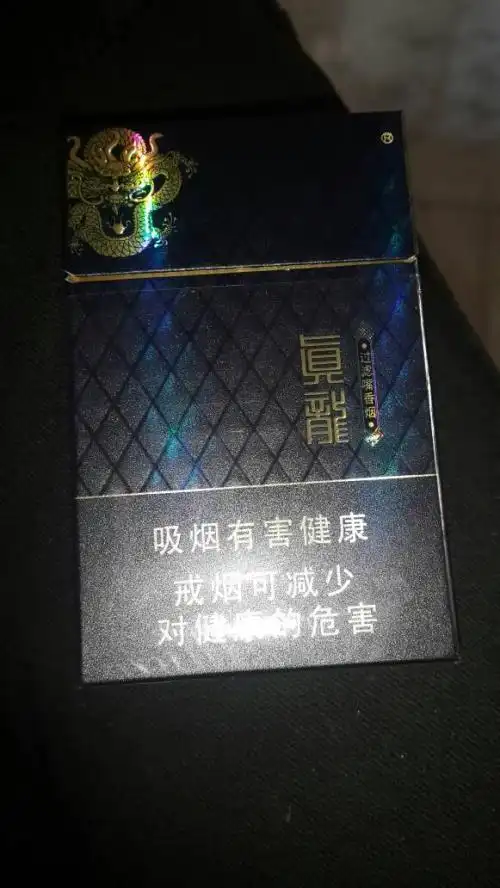 ®
真龍
过滤嘴香烟
吸烟有害健康
戒烟可减少
对健康的危害